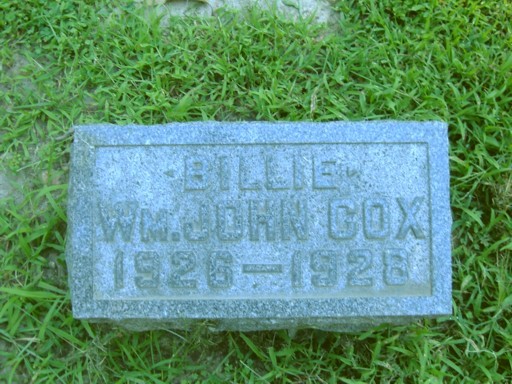 "BILLIE"
WM. JOHN COX
1926-1928